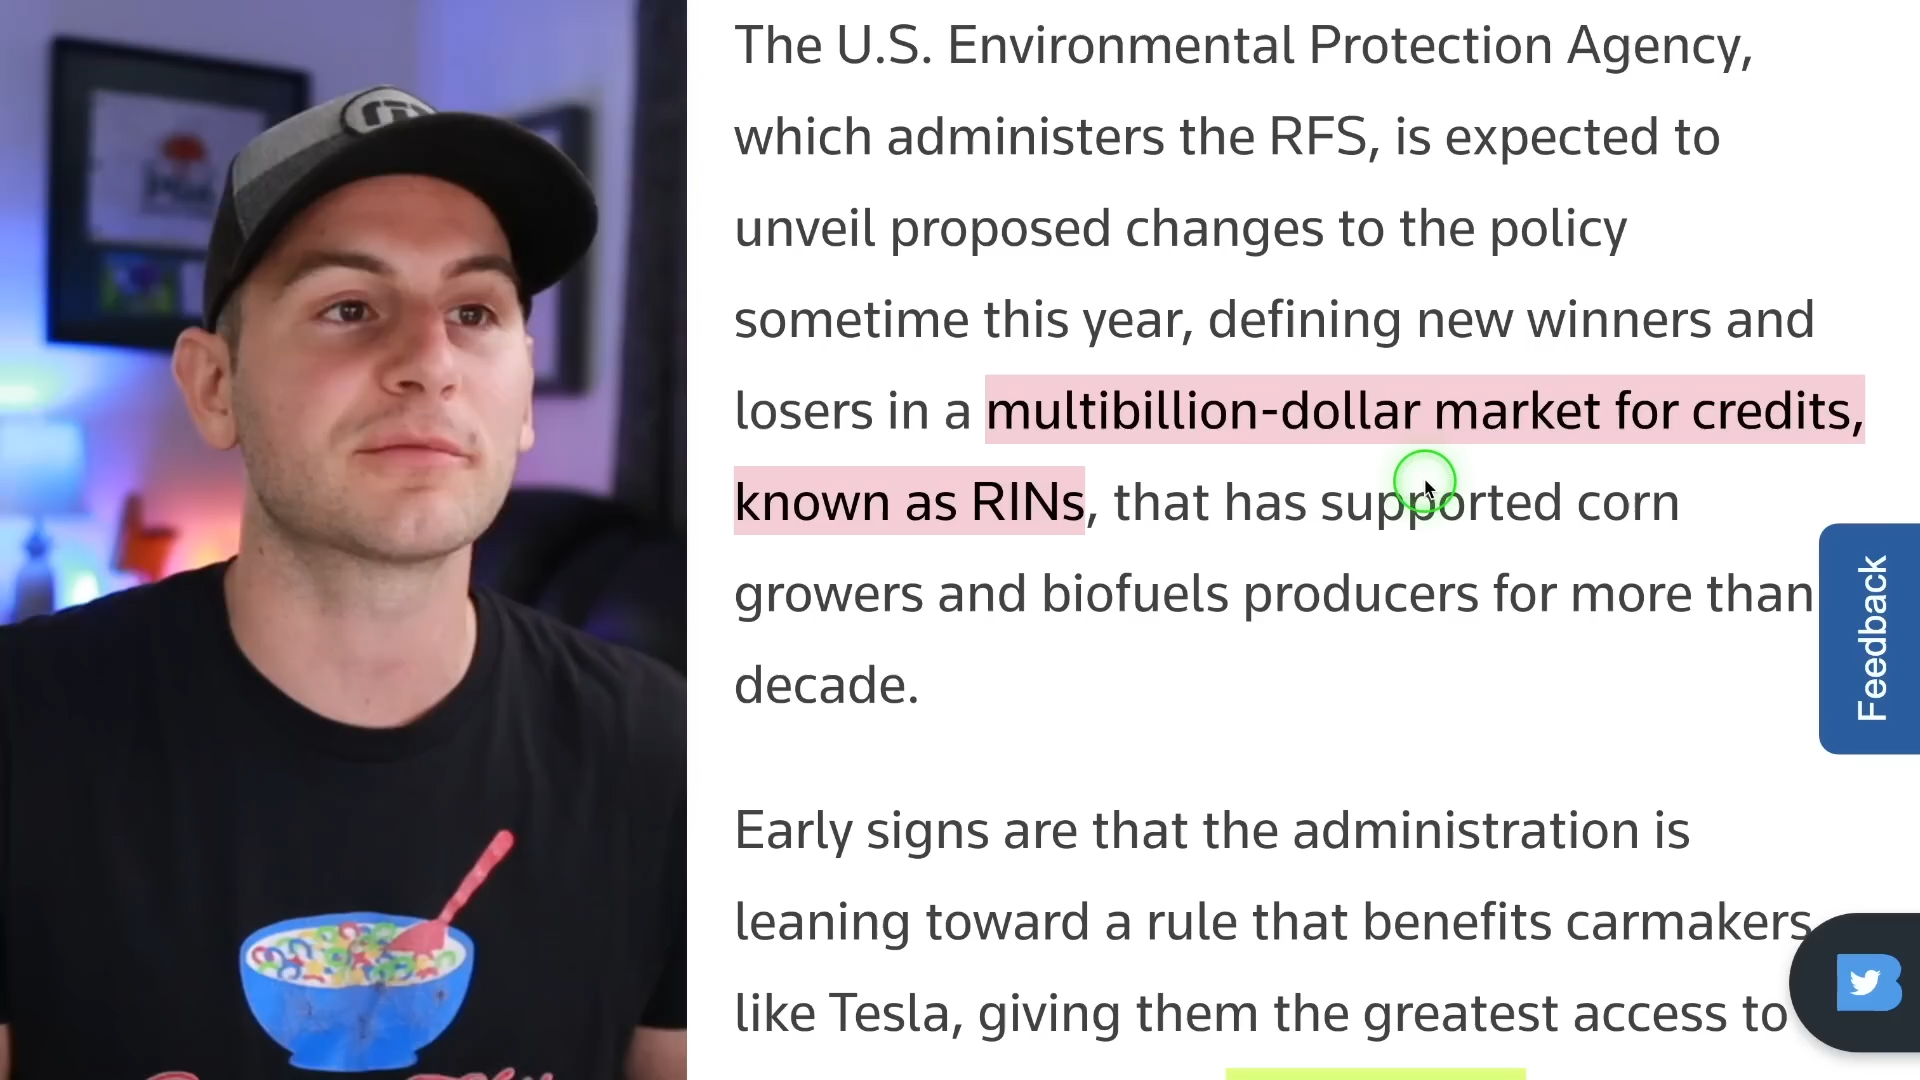 The U.S. Environmental Protection Agency,
which administers the RFS, is expected to
unveil proposed changes to the policy
sometime this year, defining new winners and
losers in a multibillion-dollar market for credits,
known as RINs, that has supported corn
growers and biofuels producers for more than
decade.
Feedback
Early signs are that the administration is
leaning toward a rule that benefits carmakers
like Tesla, giving them the greatest access to